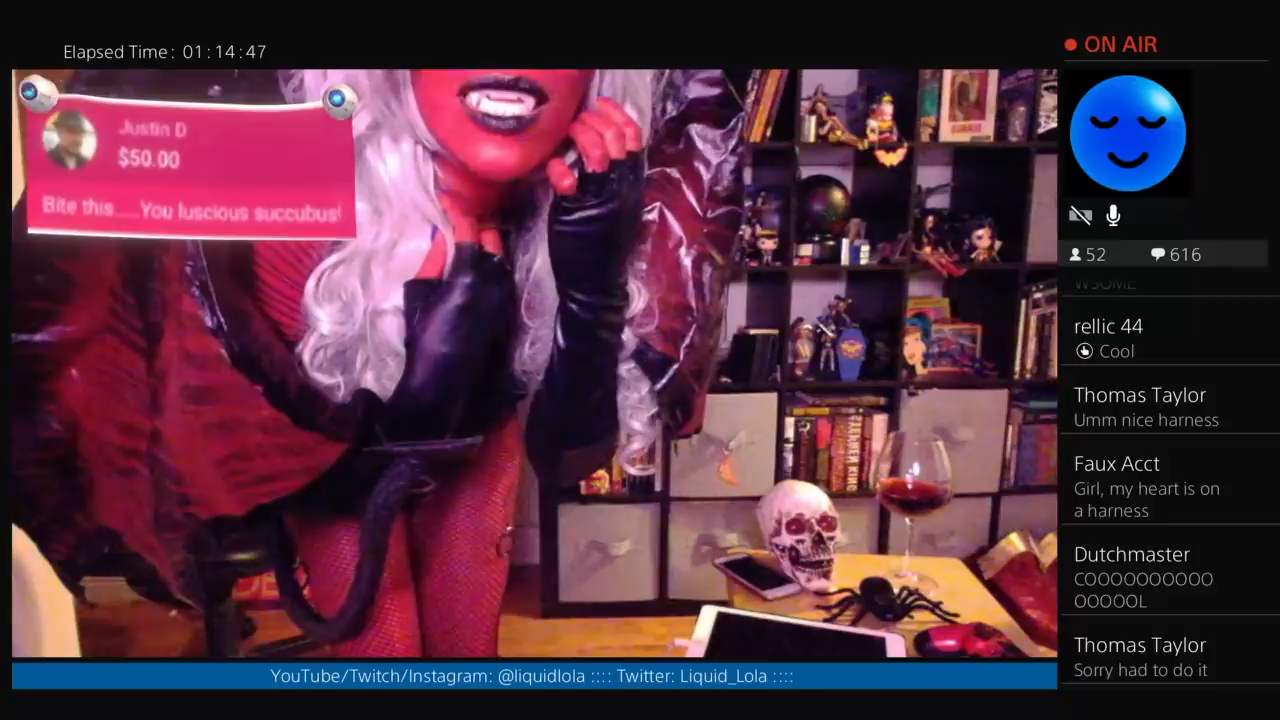 Elapsed Time: 01:14:47
ON AIR
Justin D
$50.00
Bite this.....You luscious succubus!
52 616
WSOME
rellic 44
Cool
Thomas Taylor
Umm nice harness
Faux Acct
Girl, my heart is on
a harness
Dutchmaster
COOOOOOOOOOO
OOOOOL
Thomas Taylor
Sorry had to do it
YouTube/Twitch/Instagram: @liquidlola :::: Twitter: Liquid_Lola ::::